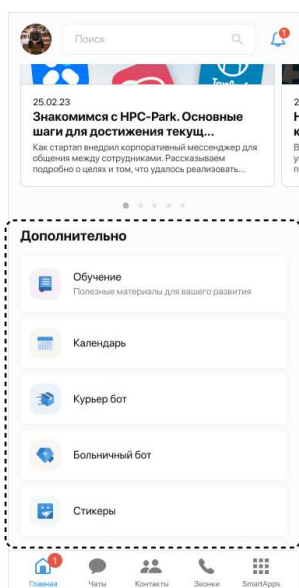 Поиск
1
25.02.23
Знакомимся с HPC-Park. Основные
шаги для достижения текущ...
Как стартап внедрил корпоративный мессенджер для
общения между сотрудниками. Рассказываем
подробно о целях и том, что удалось реализовать...
Дополнительно
Обучение
Полезные материалы для вашего развития
Календарь
Курьер бот
Больничный бот
Стикеры
1
Главная
Чаты
Контакты
Звонки
SmartApps